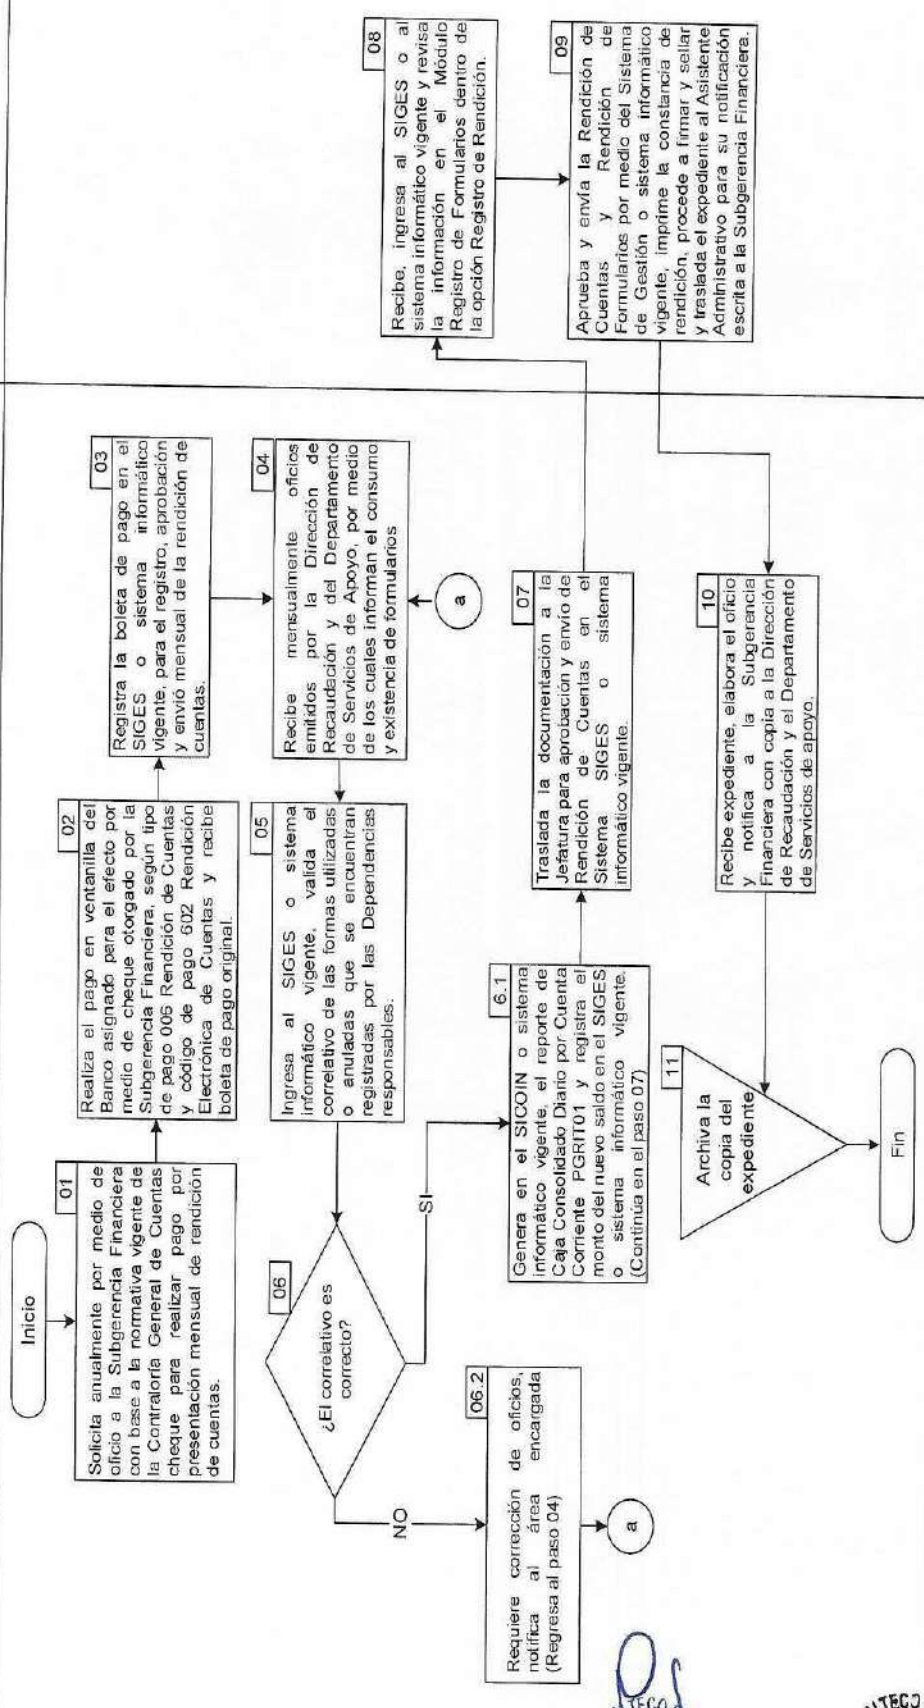 Inicio
01
Solicita anualmente por medio de
oficio a la Subgerencia Financiera
con base a la normativa vigente de
la Contraloría General de Cuentas
cheque para realizar pago por
presentación mensual de rendición
de cuentas.
02
Realiza el pago en ventanilla del
Banco asignado para el efecto por
medio de cheque otorgado por la
Subgerencia Financiera, según tipo
de pago 006 Rendición de Cuentas
y código de pago 602 Rendición
Electrónica de Cuentas y recibe
boleta de pago original.
03
Registra la boleta de pago en el
SIGES o sistema informático
vigente, para el registro, aprobación
y envió mensual de la rendición de
cuentas.
04
Recibe mensualmente oficios
emitidos por la Dirección de
Recaudación y del Departamento
de Servicios de Apoyo, por medio
de los cuales informan el consumo
y existencia de formularios
a
05
Ingresa al SIGES o sistema
informático vigente, valida el
correlativo de las formas utilizadas
o anuladas que se encuentran
registradas por las Dependencias
responsables.
06
¿El correlativo es
correcto?
NO
SI
06.2
Requiere corrección de oficios,
notifica al área encargada
(Regresa al paso 04)
a
6.1
Genera en el SICOIN o sistema
informático vigente, el reporte de
Caja Consolidado Diario por Cuenta
Corriente PGRIT01 y registra el
monto del nuevo saldo en el SIGES
o sistema informático vigente.
(Continúa en el paso 07)
07
Traslada la documentación a la
Jefatura para aprobación y envío de
Rendición de Cuentas en el
Sistema SIGES o sistema
informático vigente.
08
Recibe, ingresa al SIGES o al
sistema informático vigente y revisa
la información en el Módulo
Registro de Formularios dentro de
la opción Registro de Rendición.
09
Aprueba y envía la Rendición de
Cuentas y Rendición de
Formularios por medio del Sistema
de Gestión o sistema informático
vigente, imprime la constancia de
rendición, procede a firmar y sellar
y traslada el expediente al Asistente
Administrativo para su notificación
escrita a la Subgerencia Financiera.
10
Recibe expediente, elabora el oficio
y notifica a la Subgerencia
Financiera con copia a la Dirección
de Recaudación y el Departamento
de Servicios de apoyo.
11
Archiva la
copia del
expediente
Fin